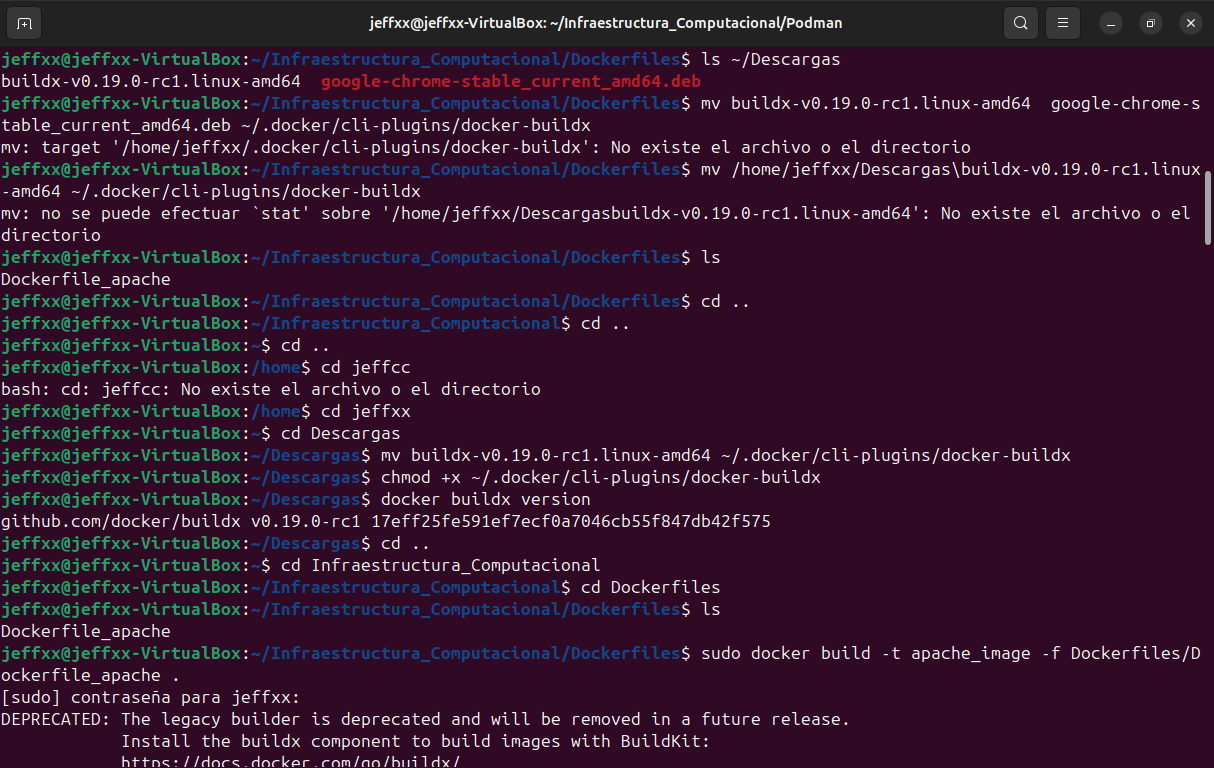 jeffxx@jeffxx-VirtualBox: ~/Infraestructura_Computacional/Podman
jeffxx@jeffxx-VirtualBox:~/Infraestructura_Computacional/Dockerfiles$ ls ~/Descargas
buildx-v0.19.0-rc1.linux-amd64  google-chrome-stable_current_amd64.deb
jeffxx@jeffxx-VirtualBox:~/Infraestructura_Computacional/Dockerfiles$ mv buildx-v0.19.0-rc1.linux-amd64  google-chrome-s
table_current_amd64.deb ~/.docker/cli-plugins/docker-buildx
mv: target '/home/jeffxx/.docker/cli-plugins/docker-buildx': No existe el archivo o el directorio
jeffxx@jeffxx-VirtualBox:~/Infraestructura_Computacional/Dockerfiles$ mv /home/jeffxx/Descargas\buildx-v0.19.0-rc1.linux
-amd64 ~/.docker/cli-plugins/docker-buildx
mv: no se puede efectuar `stat' sobre '/home/jeffxx/Descargasbuildx-v0.19.0-rc1.linux-amd64': No existe el archivo o el
directorio
jeffxx@jeffxx-VirtualBox:~/Infraestructura_Computacional/Dockerfiles$ ls
Dockerfile_apache
jeffxx@jeffxx-VirtualBox:~/Infraestructura_Computacional/Dockerfiles$ cd ..
jeffxx@jeffxx-VirtualBox:~/Infraestructura_Computacional$ cd ..
jeffxx@jeffxx-VirtualBox:~$ cd ..
jeffxx@jeffxx-VirtualBox:/home$ cd jeffcc
bash: cd: jeffcc: No existe el archivo o el directorio
jeffxx@jeffxx-VirtualBox:/home$ cd jeffxx
jeffxx@jeffxx-VirtualBox:~$ cd Descargas
jeffxx@jeffxx-VirtualBox:~/Descargas$ mv buildx-v0.19.0-rc1.linux-amd64 ~/.docker/cli-plugins/docker-buildx
jeffxx@jeffxx-VirtualBox:~/Descargas$ chmod +x ~/.docker/cli-plugins/docker-buildx
jeffxx@jeffxx-VirtualBox:~/Descargas$ docker buildx version
github.com/docker/buildx v0.19.0-rc1 17eff25fe591ef7ecf0a7046cb55f847db42f575
jeffxx@jeffxx-VirtualBox:~/Descargas$ cd ..
jeffxx@jeffxx-VirtualBox:~$ cd Infraestructura_Computacional
jeffxx@jeffxx-VirtualBox:~/Infraestructura_Computacional$ cd Dockerfiles
jeffxx@jeffxx-VirtualBox:~/Infraestructura_Computacional/Dockerfiles$ ls
Dockerfile_apache
jeffxx@jeffxx-VirtualBox:~/Infraestructura_Computacional/Dockerfiles$ sudo docker build -t apache_image -f Dockerfiles/D
ockerfile_apache .
[sudo] contraseña para jeffxx:
DEPRECATED: The legacy builder is deprecated and will be removed in a future release.
            Install the buildx component to build images with BuildKit:
            https://docs.docker.com/go/buildx/